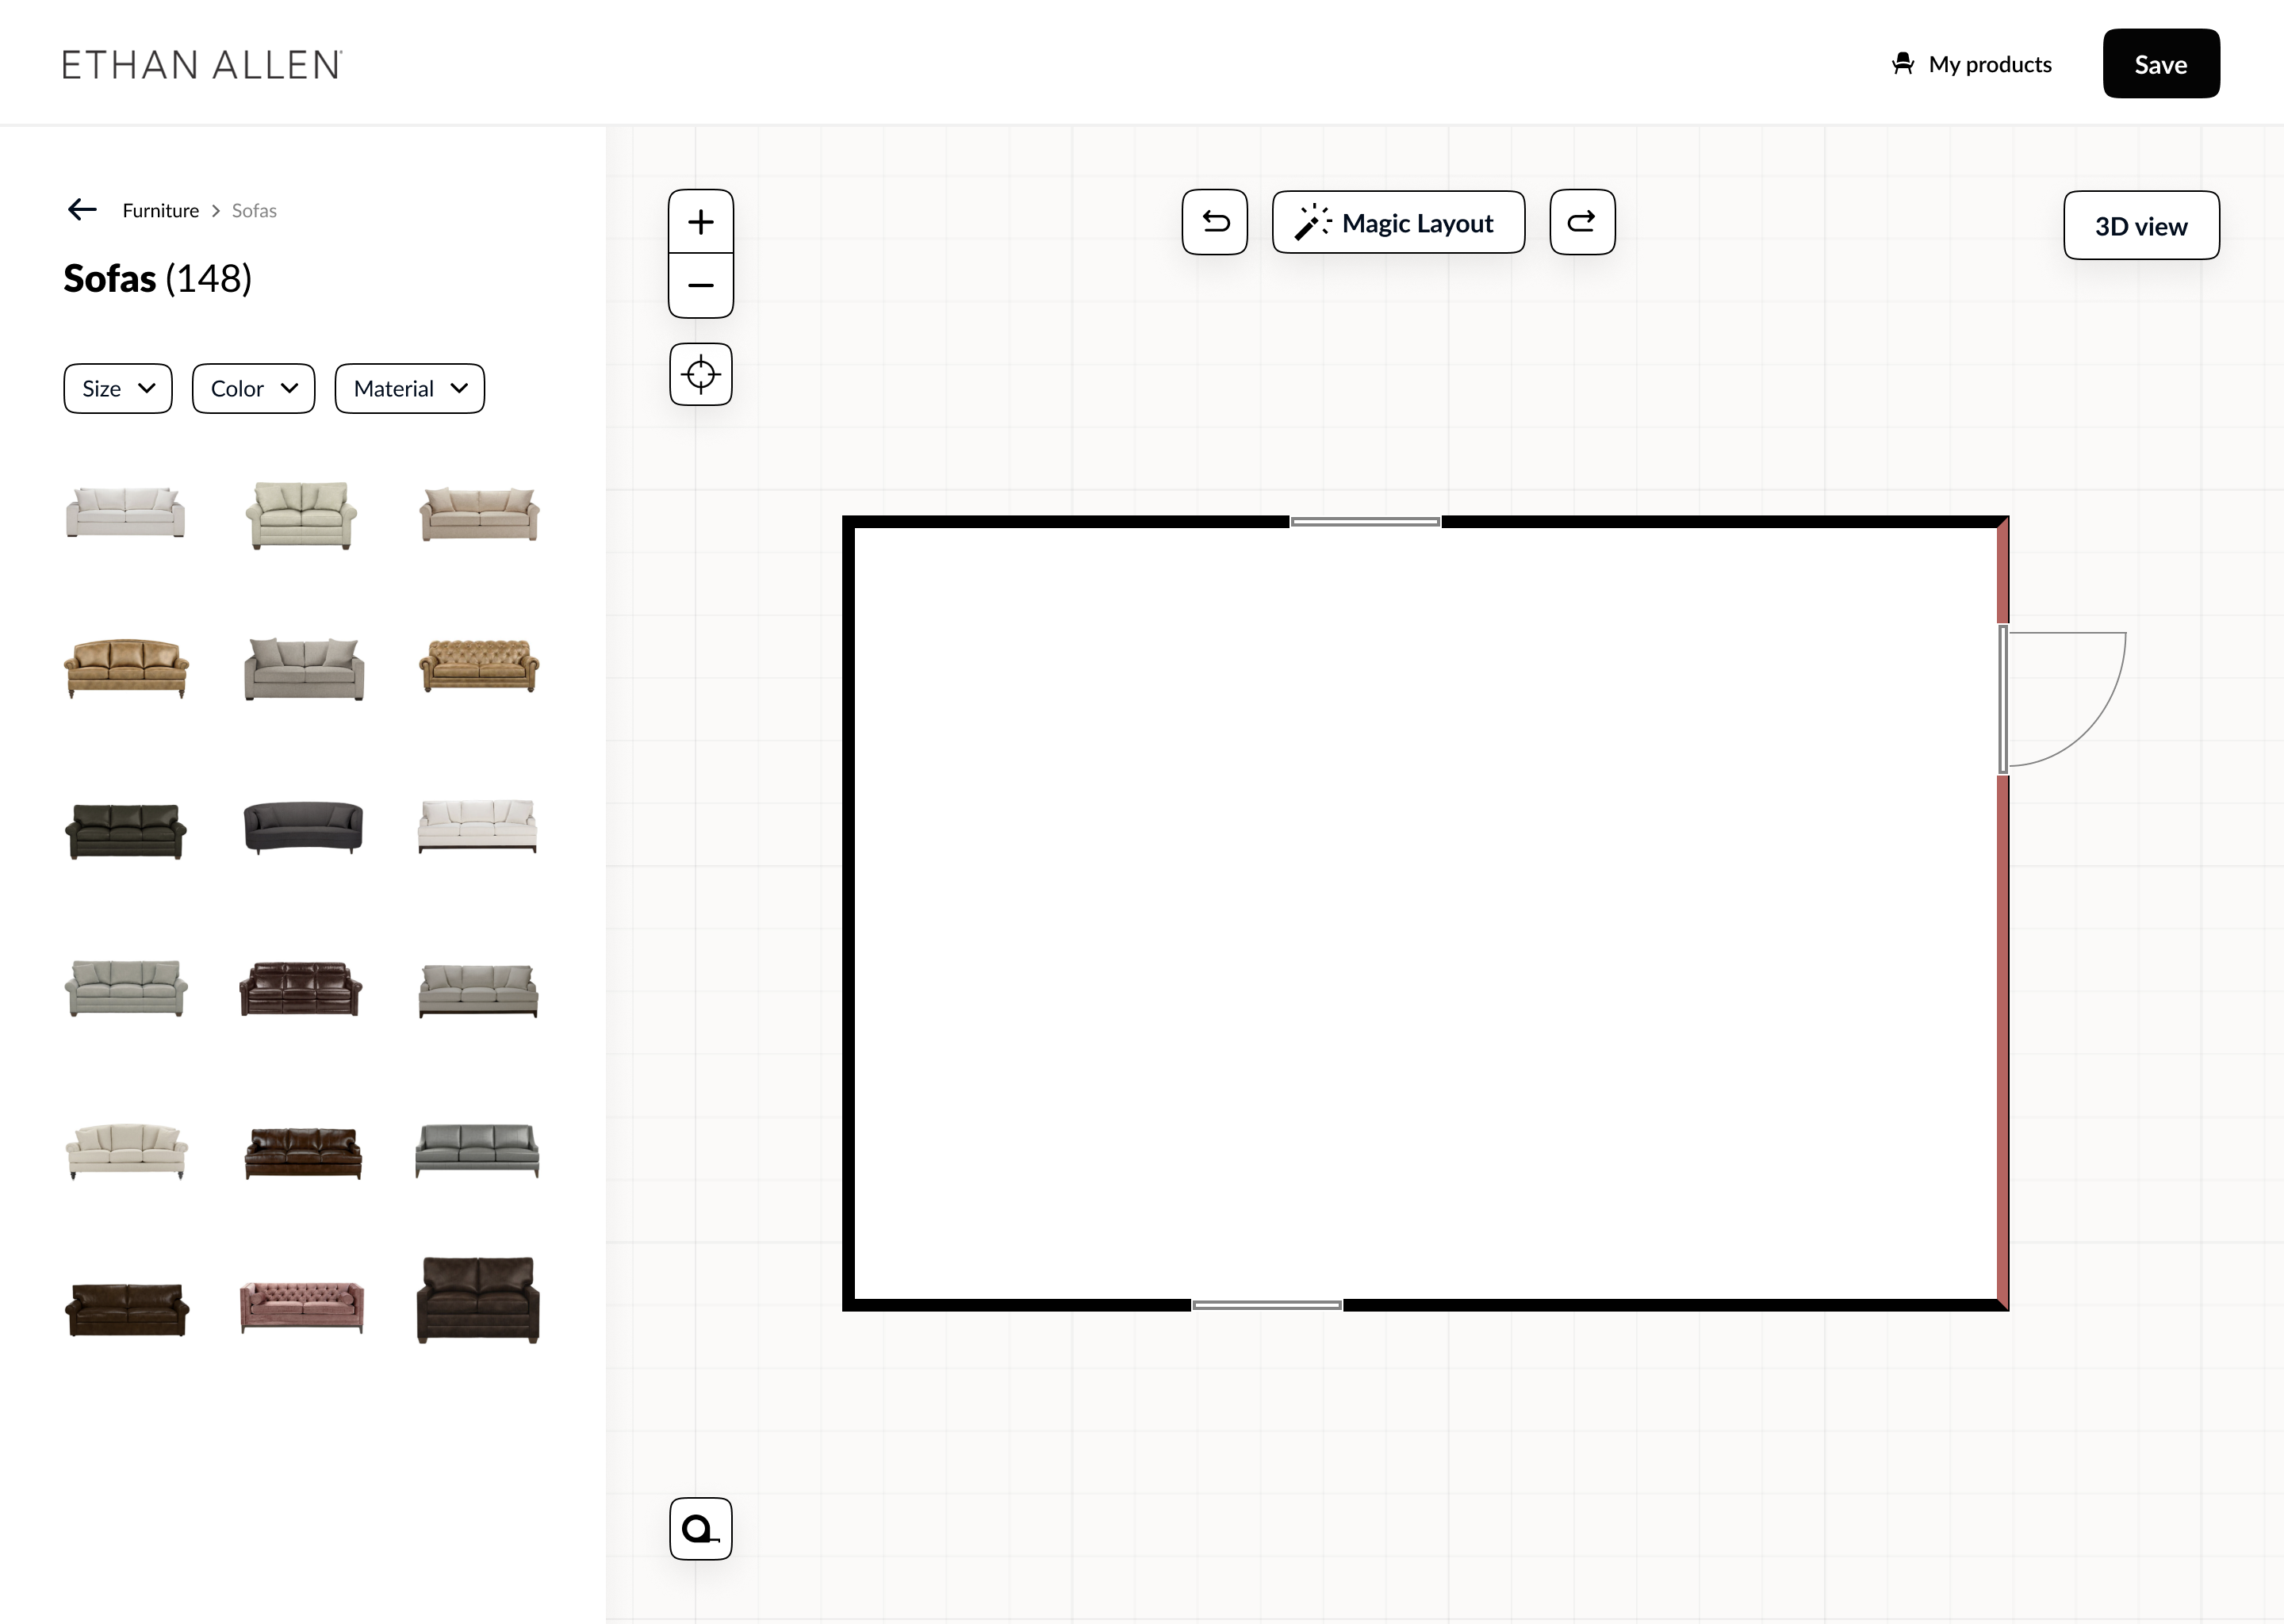 ETHAN ALLEN
My products
Save
Furniture > Sofas
Sofas (148)
Size
Color
Material
Magic Layout
3D view